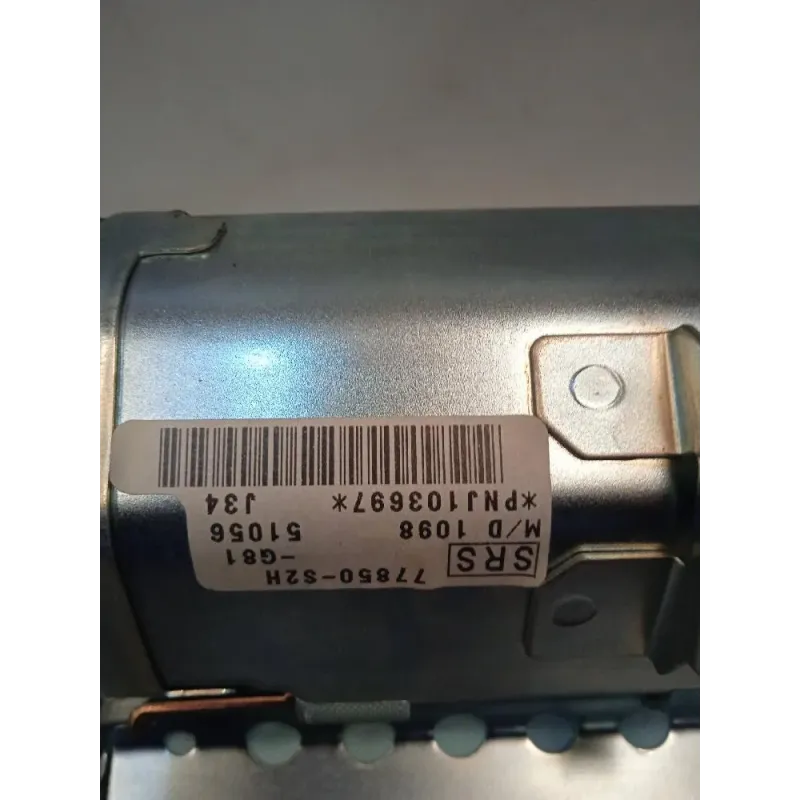 77850-S2H
SRS -G81
M/D 1098 51056
*PNJ103697* J34